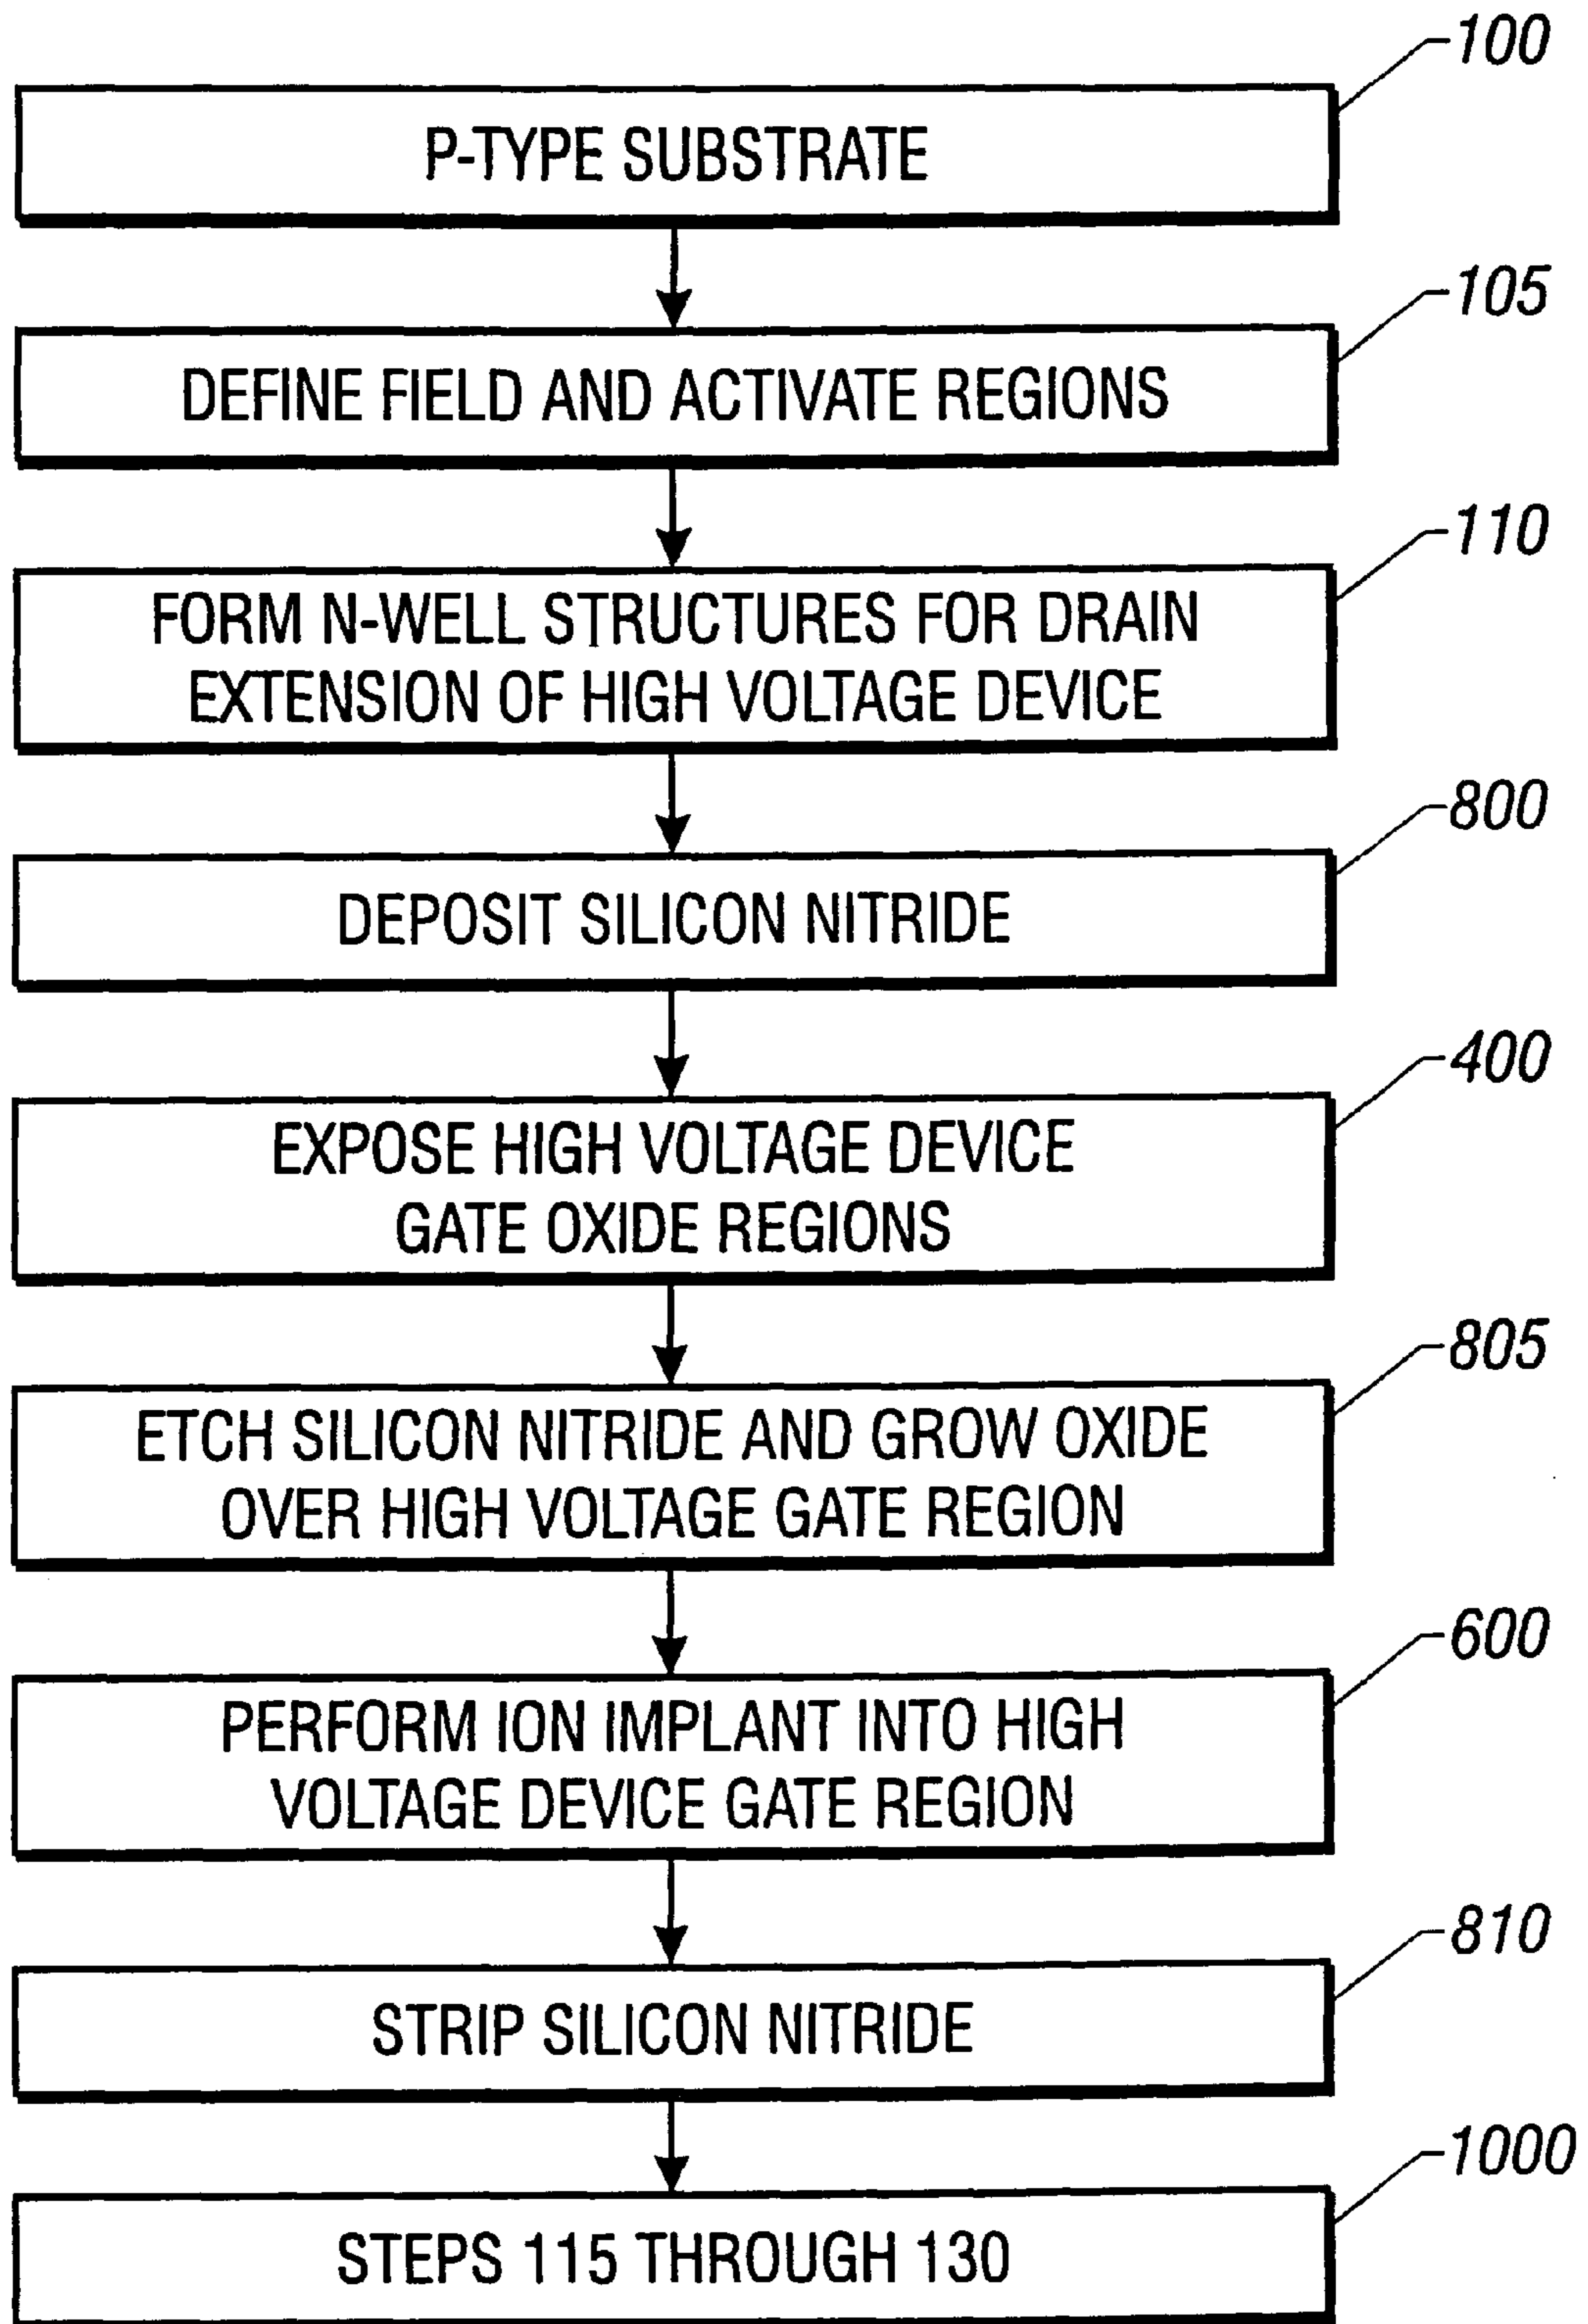 100
P-TYPE SUBSTRATE
105
DEFINE FIELD AND ACTIVATE REGIONS
110
FORM N-WELL STRUCTURES FOR DRAIN
EXTENSION OF HIGH VOLTAGE DEVICE
800
DEPOSIT SILICON NITRIDE
400
EXPOSE HIGH VOLTAGE DEVICE
GATE OXIDE REGIONS
805
ETCH SILICON NITRIDE AND GROW OXIDE
OVER HIGH VOLTAGE GATE REGION
600
PERFORM ION IMPLANT INTO HIGH
VOLTAGE DEVICE GATE REGION
810
STRIP SILICON NITRIDE
1000
STEPS 115 THROUGH 130